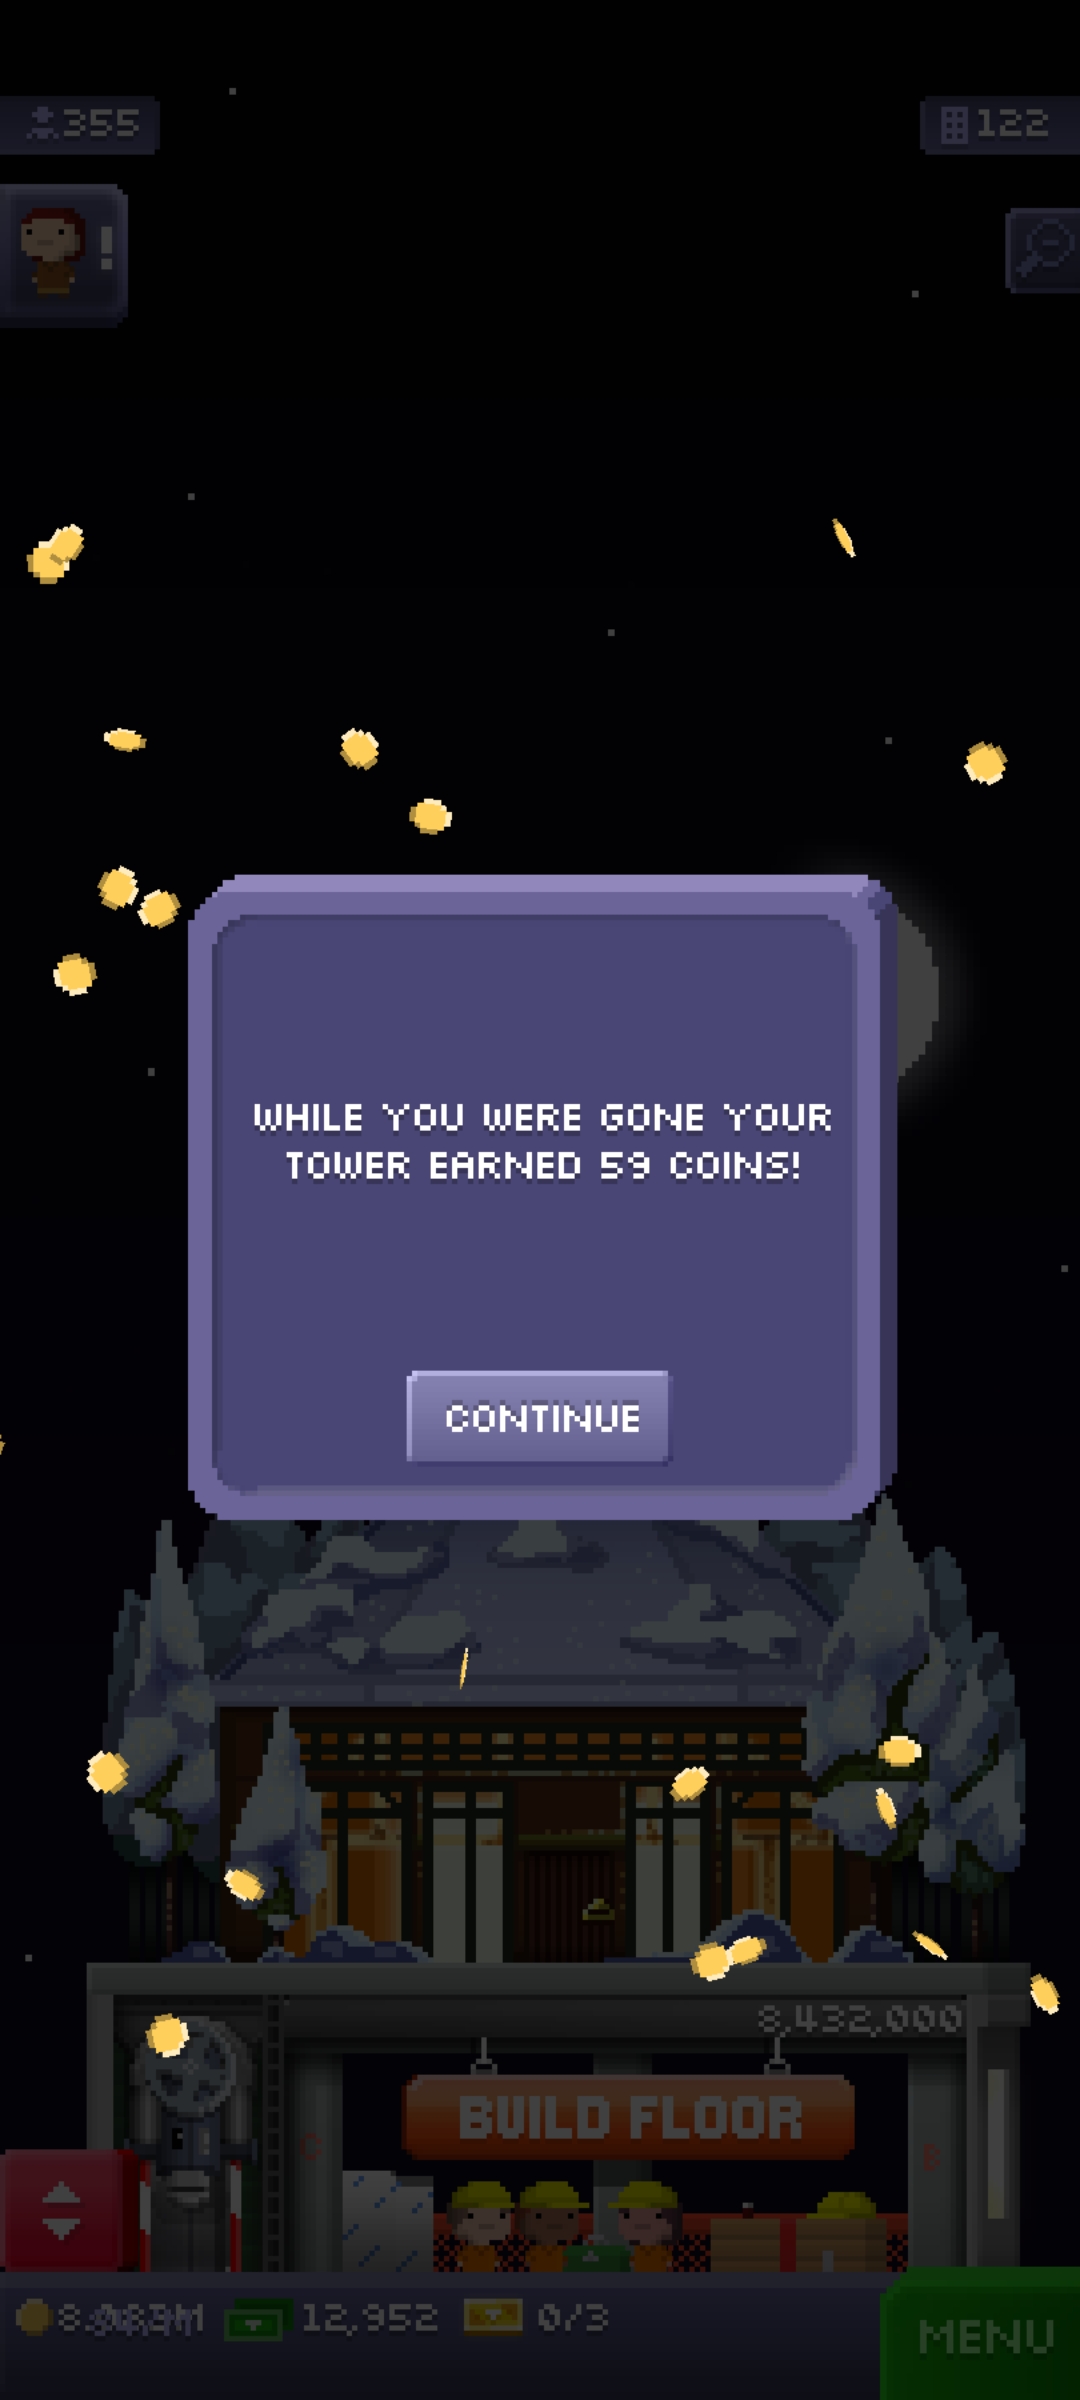 355
122
!
WHILE YOU WERE GONE YOUR
TOWER EARNED 59 COINS!
CONTINUE
8,432,000
BUILD FLOOR
12,952
0/3
MENU